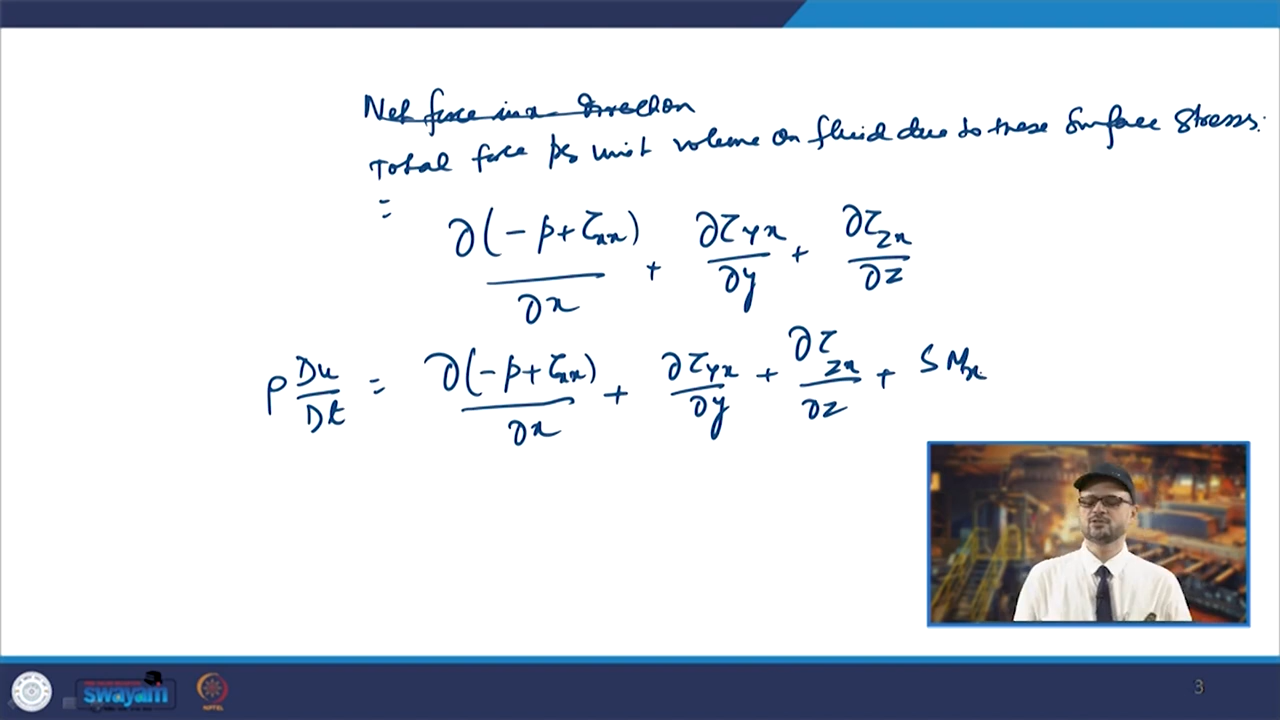 Net force in x direction
Total force per unit volume on fluid due to these Surface Stresses.
=
∂(-p+τxx)/∂x + ∂τyx/∂y + ∂τzx/∂z
ρ Du/Dt = ∂(-p+τxx)/∂x + ∂τyx/∂y + ∂τzx/∂z + SMx
swayam
3